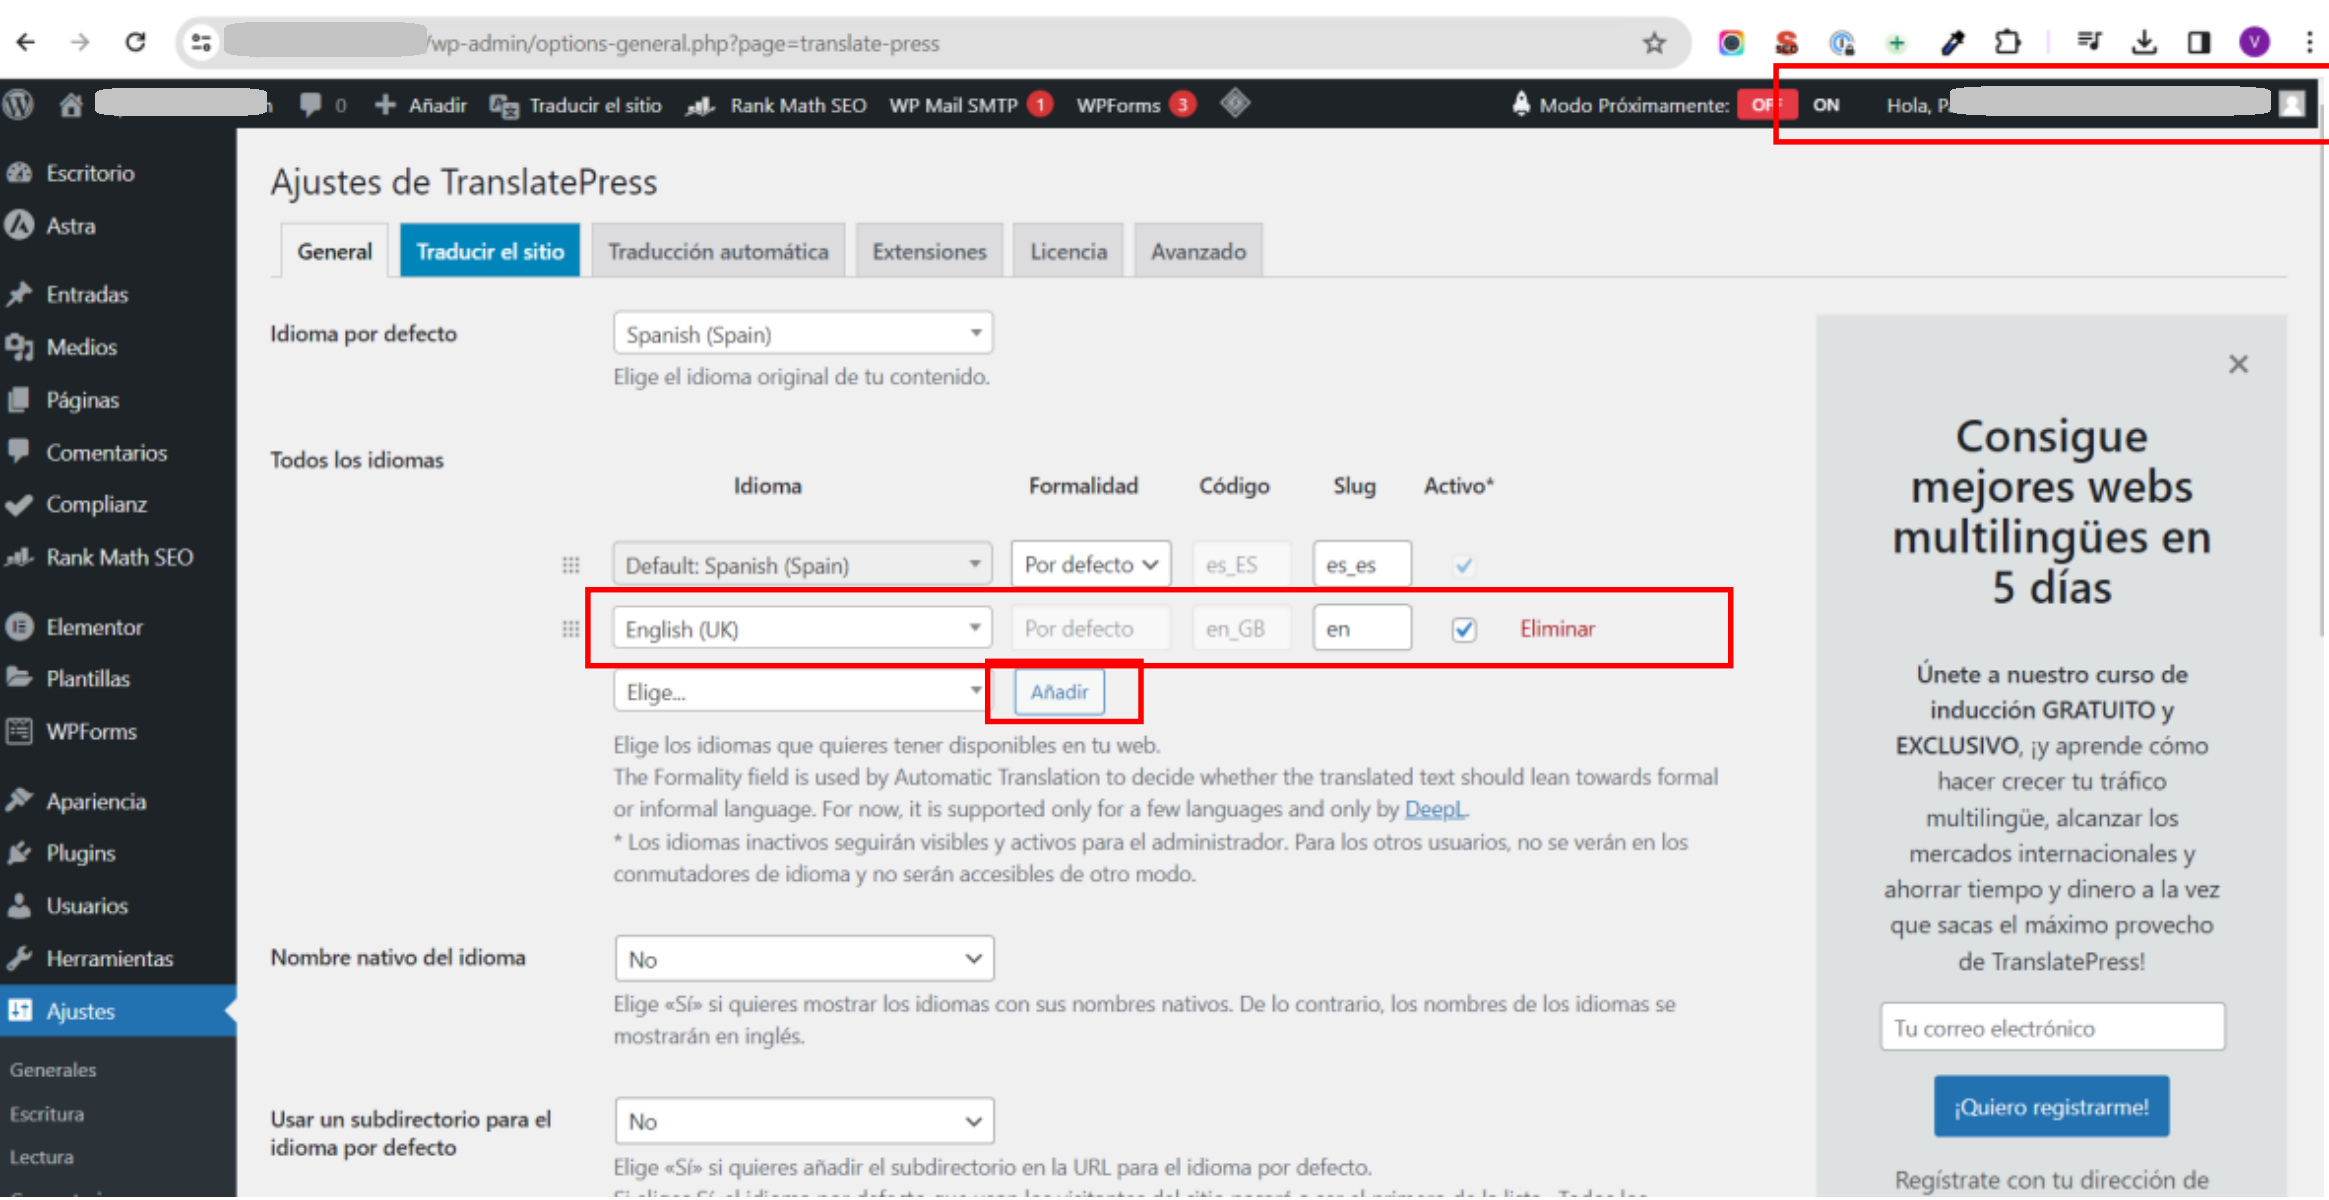 /wp-admin/options-general.php?page=translate-press
V
0 Añadir Traducir el sitio Rank Math SEO WP Mail SMTP 1 WPForms 3 Modo Próximamente: OFF ON Hola, P
Escritorio
Astra
Entradas
Medios
Páginas
Comentarios
Complianz
Rank Math SEO
Elementor
Plantillas
WPForms
Apariencia
Plugins
Usuarios
Herramientas
Ajustes
Generales
Escritura
Lectura
Ajustes de TranslatePress
General Traducir el sitio Traducción automática Extensiones Licencia Avanzado
Idioma por defecto
Spanish (Spain)
Elige el idioma original de tu contenido.
Todos los idiomas
Idioma Formalidad Código Slug Activo*
Default: Spanish (Spain) Por defecto es_ES es_es
English (UK) Por defecto en_GB en Eliminar
Elige... Añadir
Elige los idiomas que quieres tener disponibles en tu web.
The Formality field is used by Automatic Translation to decide whether the translated text should lean towards formal
or informal language. For now, it is supported only for a few languages and only by DeepL.
* Los idiomas inactivos seguirán visibles y activos para el administrador. Para los otros usuarios, no se verán en los
conmutadores de idioma y no serán accesibles de otro modo.
Nombre nativo del idioma
No
Elige «Sí» si quieres mostrar los idiomas con sus nombres nativos. De lo contrario, los nombres de los idiomas se
mostrarán en inglés.
Usar un subdirectorio para el
idioma por defecto
No
Elige «Sí» si quieres añadir el subdirectorio en la URL para el idioma por defecto.
Consigue
mejores webs
multilingües en
5 días
Únete a nuestro curso de
inducción GRATUITO y
EXCLUSIVO, ¡y aprende cómo
hacer crecer tu tráfico
multilingüe, alcanzar los
mercados internacionales y
ahorrar tiempo y dinero a la vez
que sacas el máximo provecho
de TranslatePress!
Tu correo electrónico
¡Quiero registrarme!
Regístrate con tu dirección de